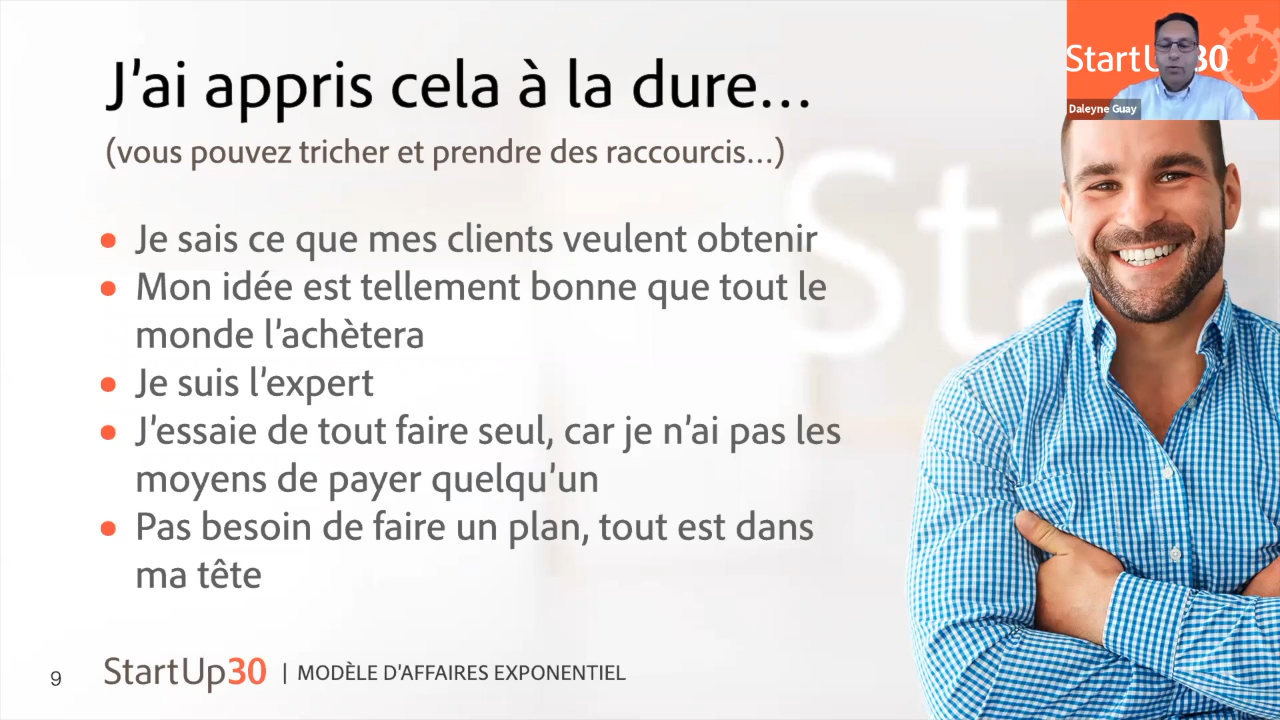 J'ai appris cela à la dure...
(vous pouvez tricher et prendre des raccourcis...)
• Je sais ce que mes clients veulent obtenir
• Mon idée est tellement bonne que tout le
monde l'achètera
• Je suis l'expert
• J'essaie de tout faire seul, car je n'ai pas les
moyens de payer quelqu'un
• Pas besoin de faire un plan, tout est dans
ma tête
9 StartUp30 | MODÈLE D'AFFAIRES EXPONENTIEL
Daleyne Guay